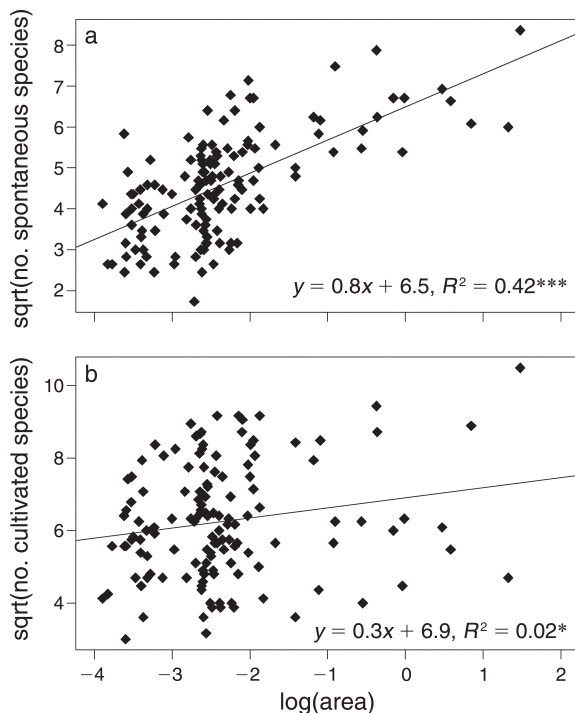 a
sqrt(no. spontaneous species)
8
7
6
5
4
3
2
y = 0.8x + 6.5, R² = 0.42***
b
sqrt(no. cultivated species)
10
8
6
4
y = 0.3x + 6.9, R² = 0.02*
−4 −3 −2 −1 0 1 2
log(area)